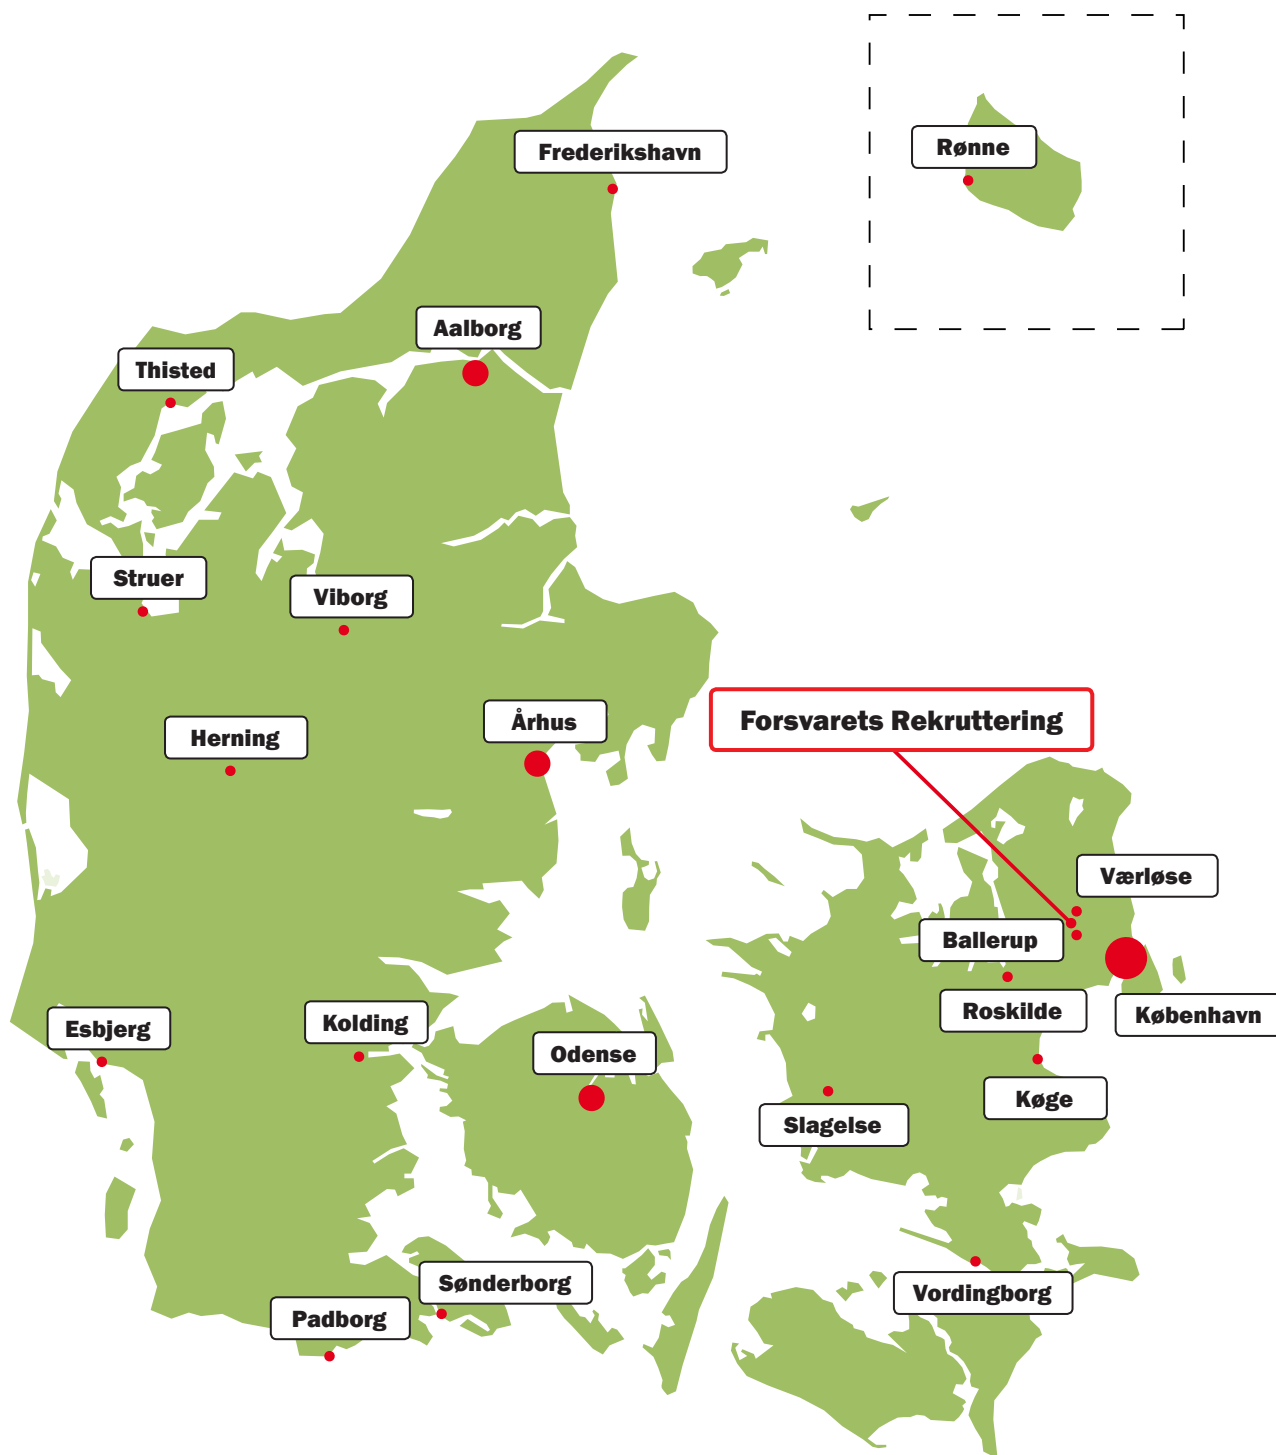 Frederikshavn
Rønne
Aalborg
Thisted
Struer
Viborg
Århus
Herning
Forsvarets Rekruttering
Værløse
Ballerup
Roskilde
København
Esbjerg
Kolding
Odense
Køge
Slagelse
Sønderborg
Vordingborg
Padborg